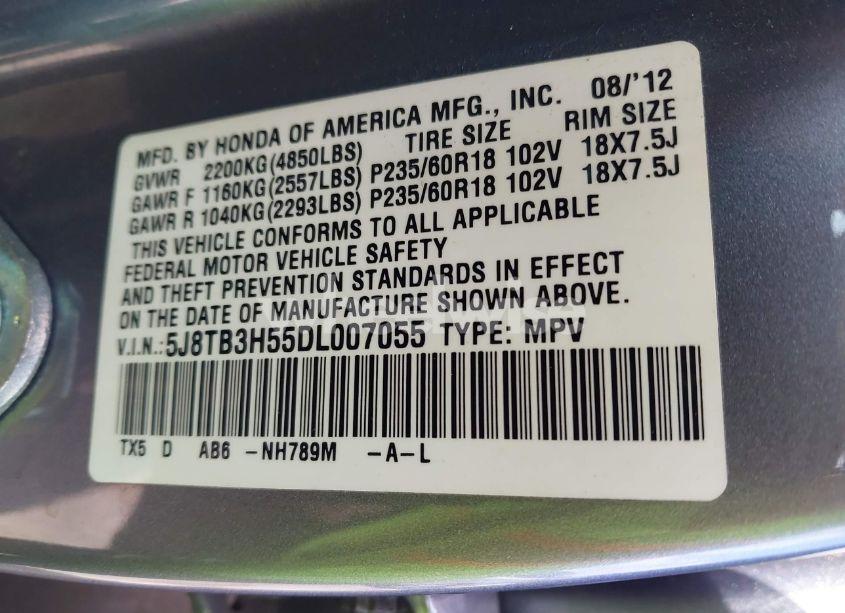 MFD. BY HONDA OF AMERICA MFG., INC. 08/'12
GVWR 2200KG(4850LBS) TIRE SIZE RIM SIZE
GAWR F 1160KG(2557LBS) P235/60R18 102V 18X7.5J
GAWR R 1040KG(2293LBS) P235/60R18 102V 18X7.5J
THIS VEHICLE CONFORMS TO ALL APPLICABLE
FEDERAL MOTOR VEHICLE SAFETY
AND THEFT PREVENTION STANDARDS IN EFFECT
ON THE DATE OF MANUFACTURE SHOWN ABOVE.
V.I.N.:5J8TB3H55DL007055 TYPE: MPV
TX5 D AB6 -NH789M -A-L